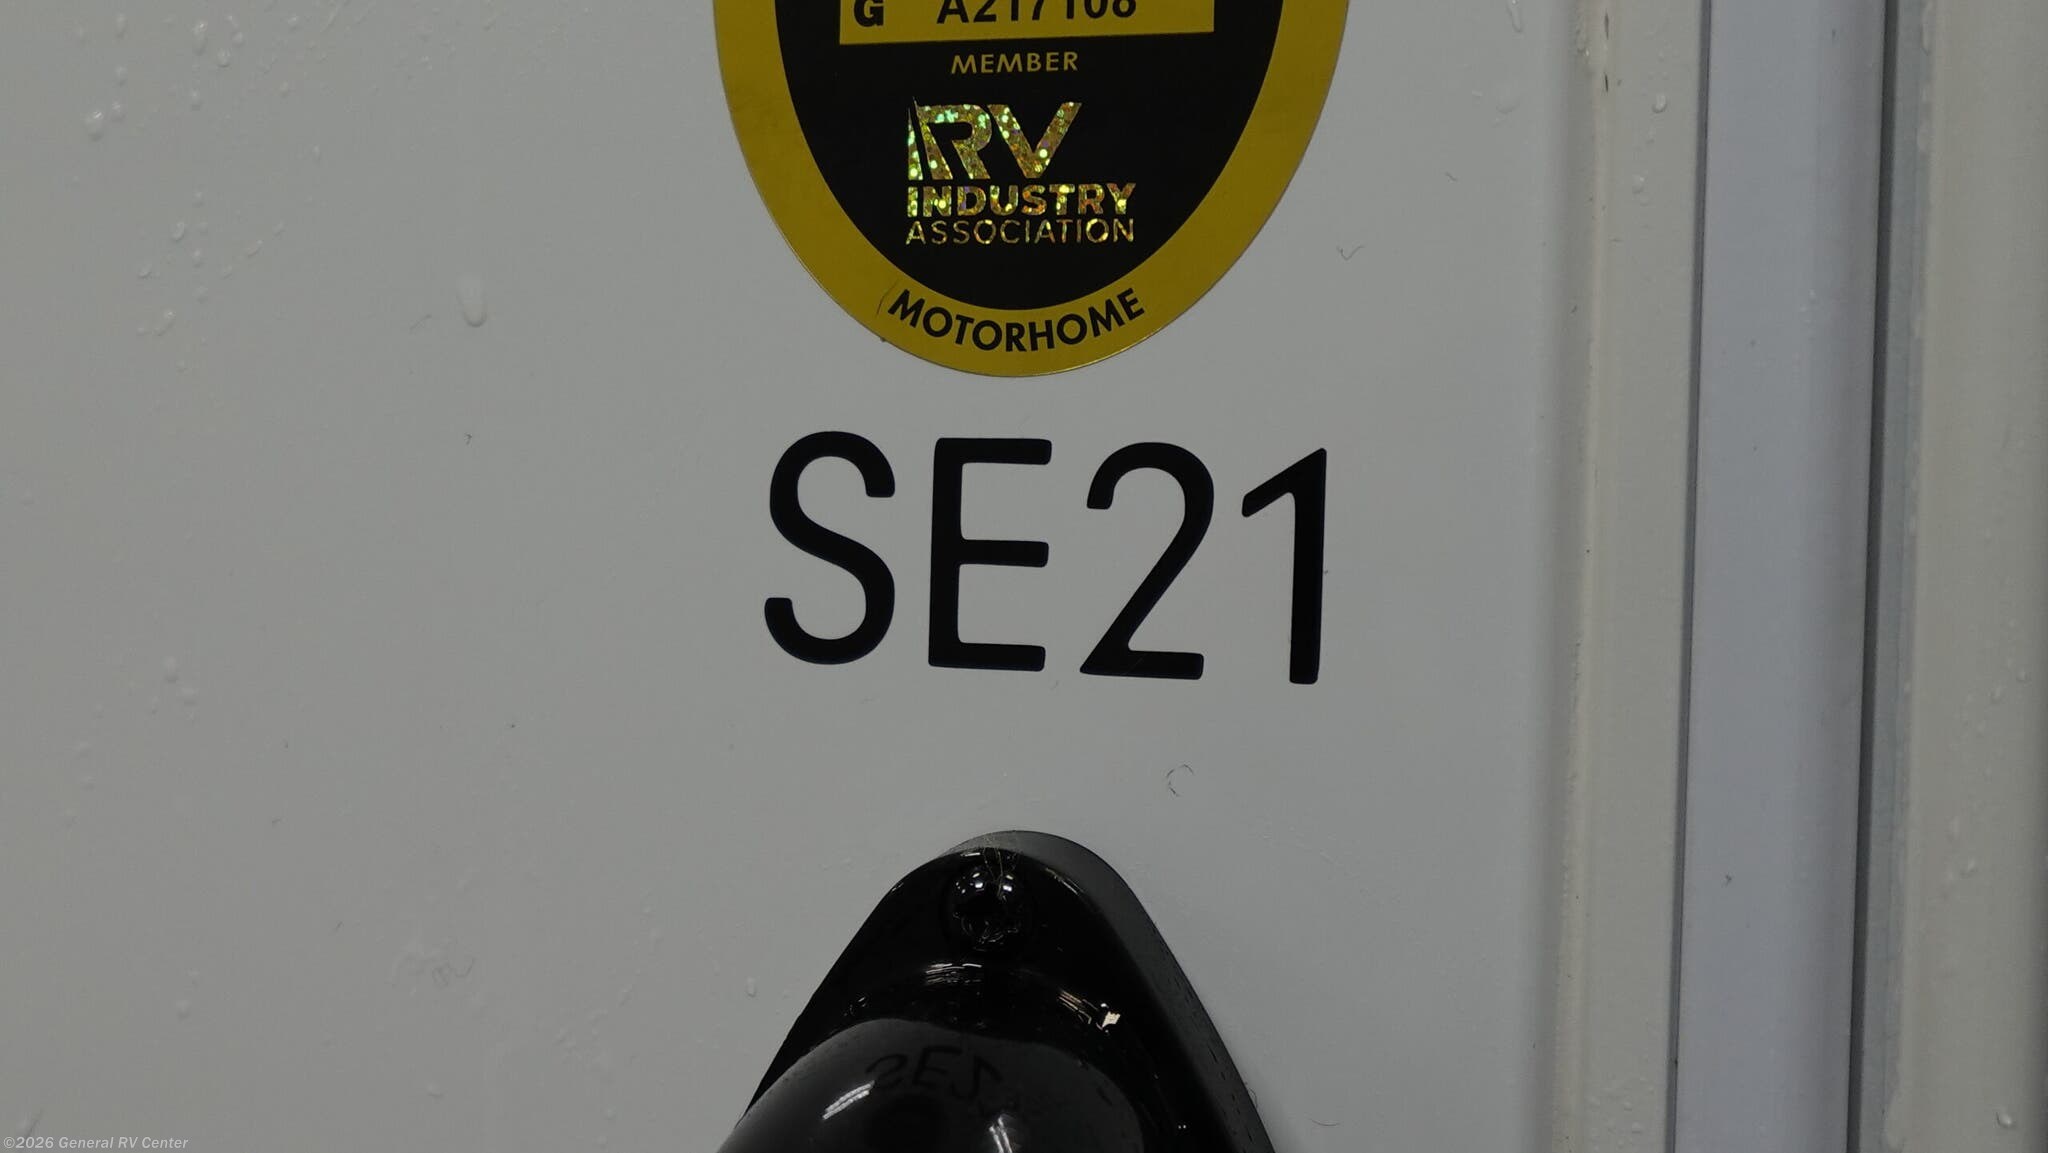 G A217108
MEMBER
RV
INDUSTRY
ASSOCIATION
MOTORHOME
SE21
©2026 General RV Center